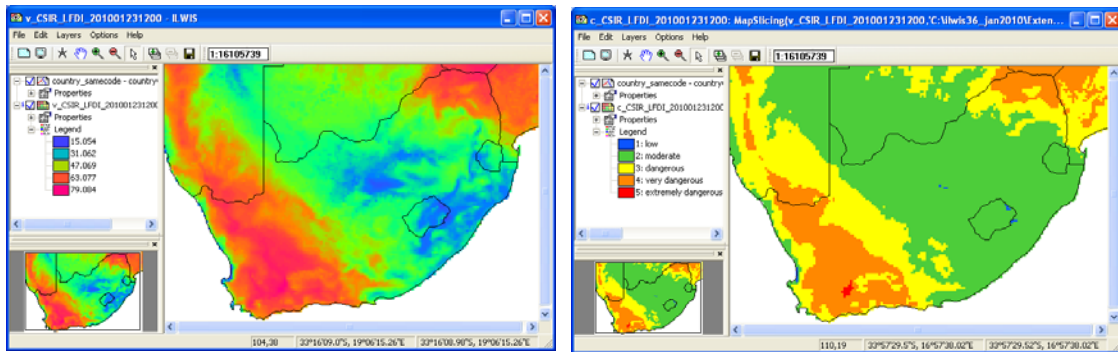 v_CSIR_LFDI_201001231200 - ILWIS
File Edit Layers Options Help
1:16105739
country_samecode - country
Properties
v_CSIR_LFDI_201001231200
Properties
Legend
15.054
31.062
47.069
63.077
79.084
104,38 33°16'09.0"S, 19°06'15.26"E 33°16'08.98"S, 19°06'15.26"E
c_CSIR_LFDI_201001231200: MapSlicing(v_CSIR_LFDI_201001231200,'C:\Ilwis36_jan2010\Exten...
File Edit Layers Options Help
1:16105739
country_samecode - country
Properties
c_CSIR_LFDI_201001231200
Properties
Legend
1: low
2: moderate
3: dangerous
4: very dangerous
5: extremely dangerous
110,19 33°57'29.5"S, 16°57'38.02"E 33°57'29.52"S, 16°57'38.02"E